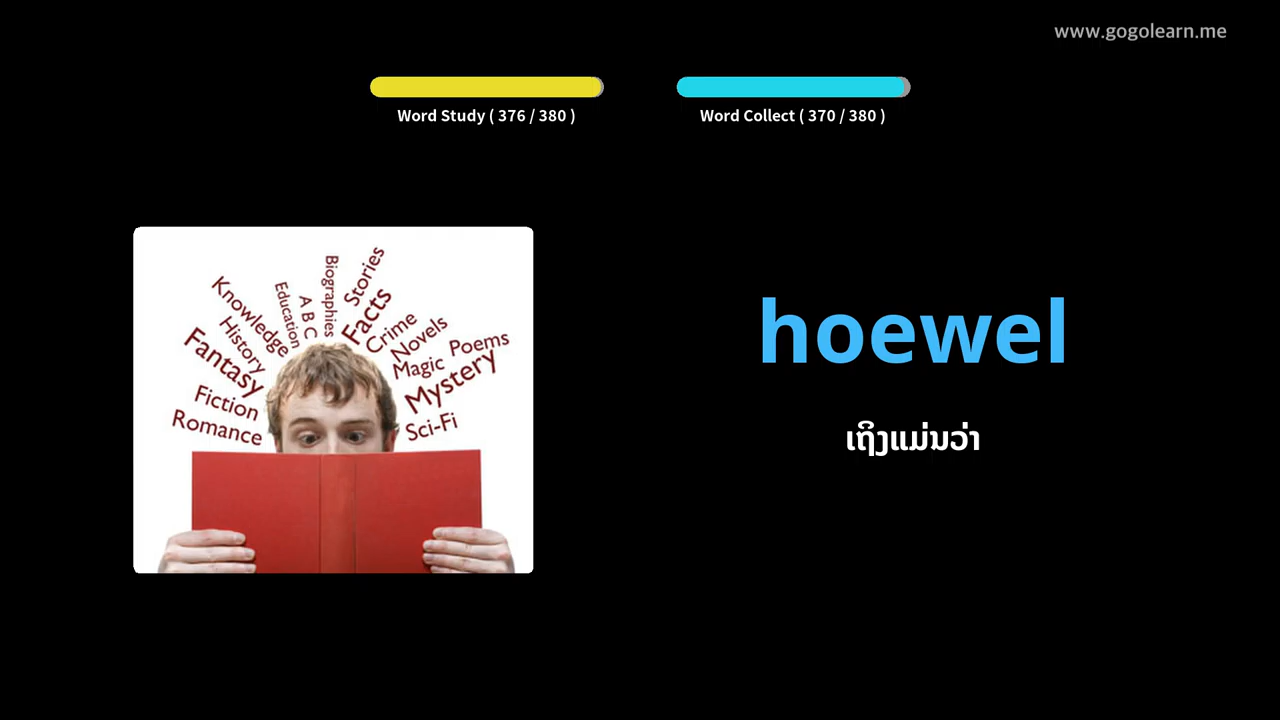 www.gogolearn.me
Word Study ( 376 / 380 )
Word Collect ( 370 / 380 )
Stories
Biographies
Education
A B C
Facts
Knowledge
Crime
History
Novels
Poems
Fantasy
Magic
Mystery
Fiction
Romance
Sci-Fi
hoewel
ເຖິງແມ່ນວ່າ